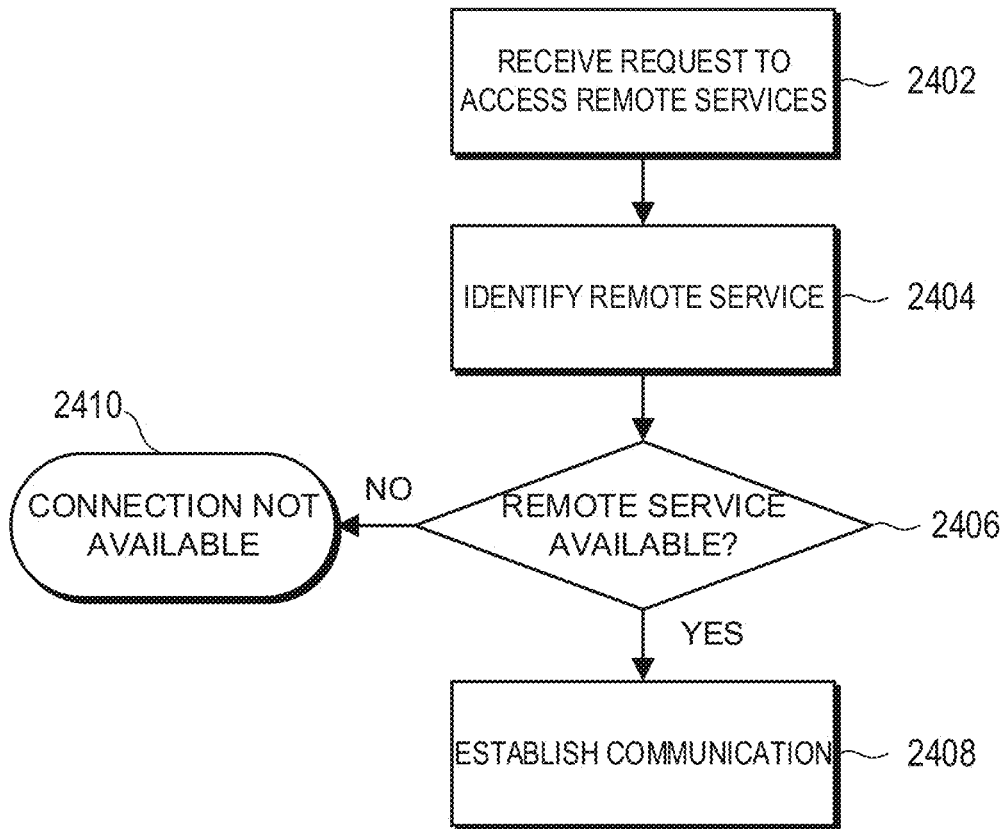 RECEIVE REQUEST TO
ACCESS REMOTE SERVICES
2402
IDENTIFY REMOTE SERVICE
2404
2410
CONNECTION NOT
AVAILABLE
NO
REMOTE SERVICE
AVAILABLE?
2406
YES
ESTABLISH COMMUNICATION
2408